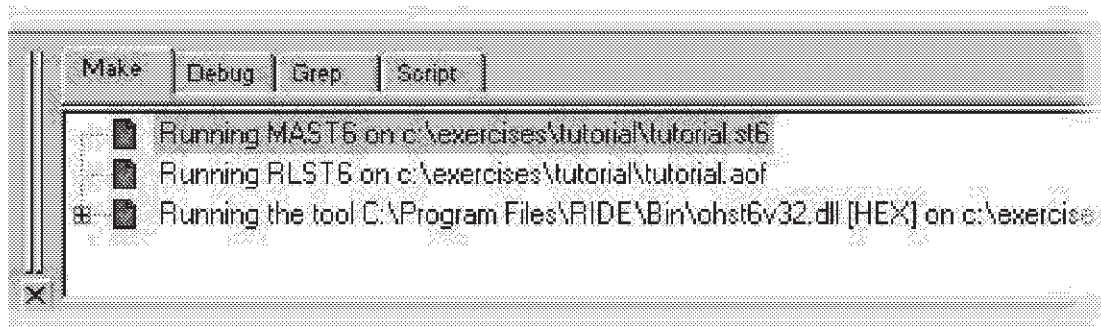 Make Debug Grep Script
Running MAST6 on c:\exercises\tutorial\tutorial.st6
Running RLST6 on c:\exercises\tutorial\tutorial.aof
Running the tool C:\Program Files\RIDE\Bin\ohst6v32.dll [HEX] on c:\exercise